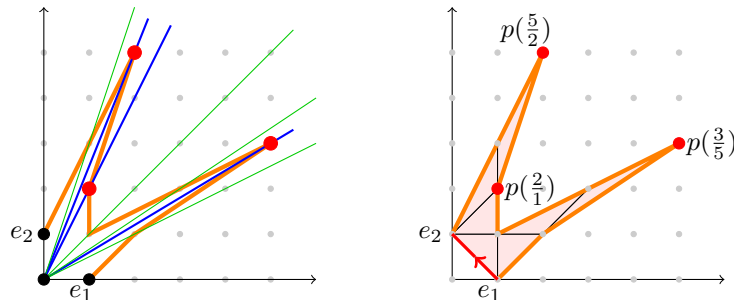 e₂
e₁
p(5/2)
p(3/5)
p(2/1)
e₂
e₁